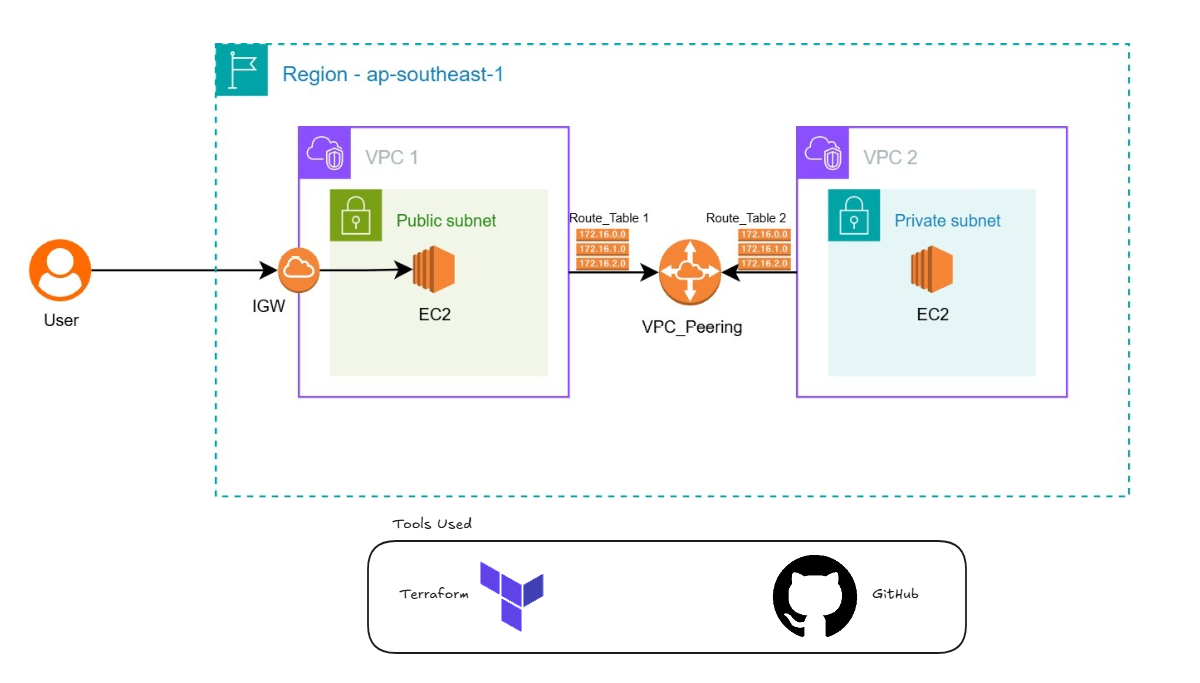 Region - ap-southeast-1
VPC 1
VPC 2
Public subnet
Route_Table 1
172.16.0.0
172.16.1.0
172.16.2.0
Route_Table 2
172.16.0.0
172.16.1.0
172.16.2.0
Private subnet
User
IGW
EC2
VPC_Peering
EC2
Tools Used
Terraform
GitHub